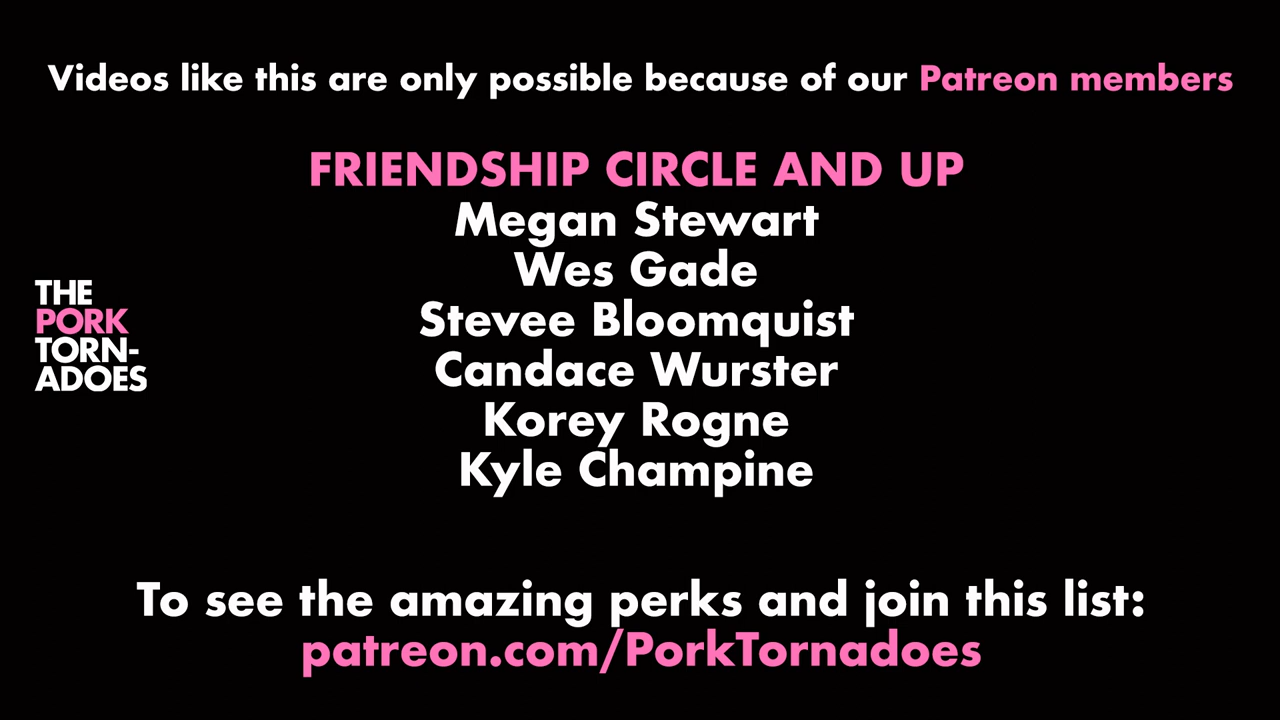 Videos like this are only possible because of our Patreon members
FRIENDSHIP CIRCLE AND UP
Megan Stewart
Wes Gade
Stevee Bloomquist
Candace Wurster
Korey Rogne
Kyle Champine
THE
PORK
TORN-
ADOES
To see the amazing perks and join this list:
patreon.com/PorkTornadoes